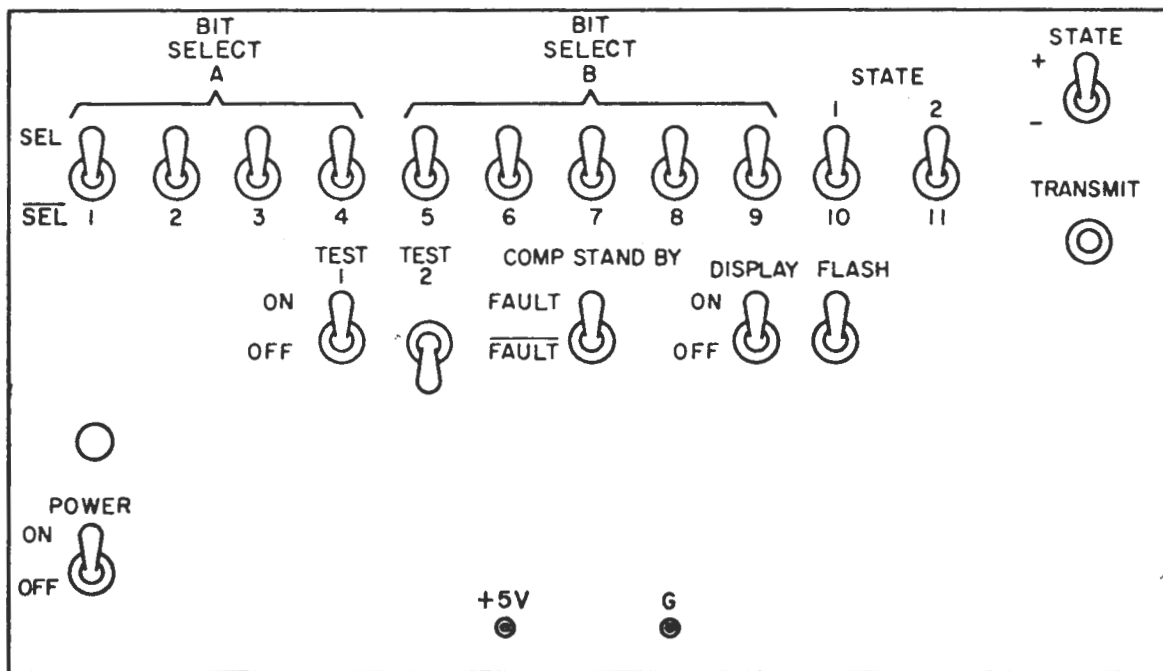 BIT
SELECT
A
BIT
SELECT
B
STATE
1 2
STATE
+
-
SEL
S̅E̅L̅ 1 2 3 4 5 6 7 8 9 10 11
TRANSMIT
TEST
1
TEST
2
COMP STAND BY
DISPLAY FLASH
ON
OFF
FAULT
F̅A̅U̅L̅T̅
ON
OFF
POWER
ON
OFF
+5V G